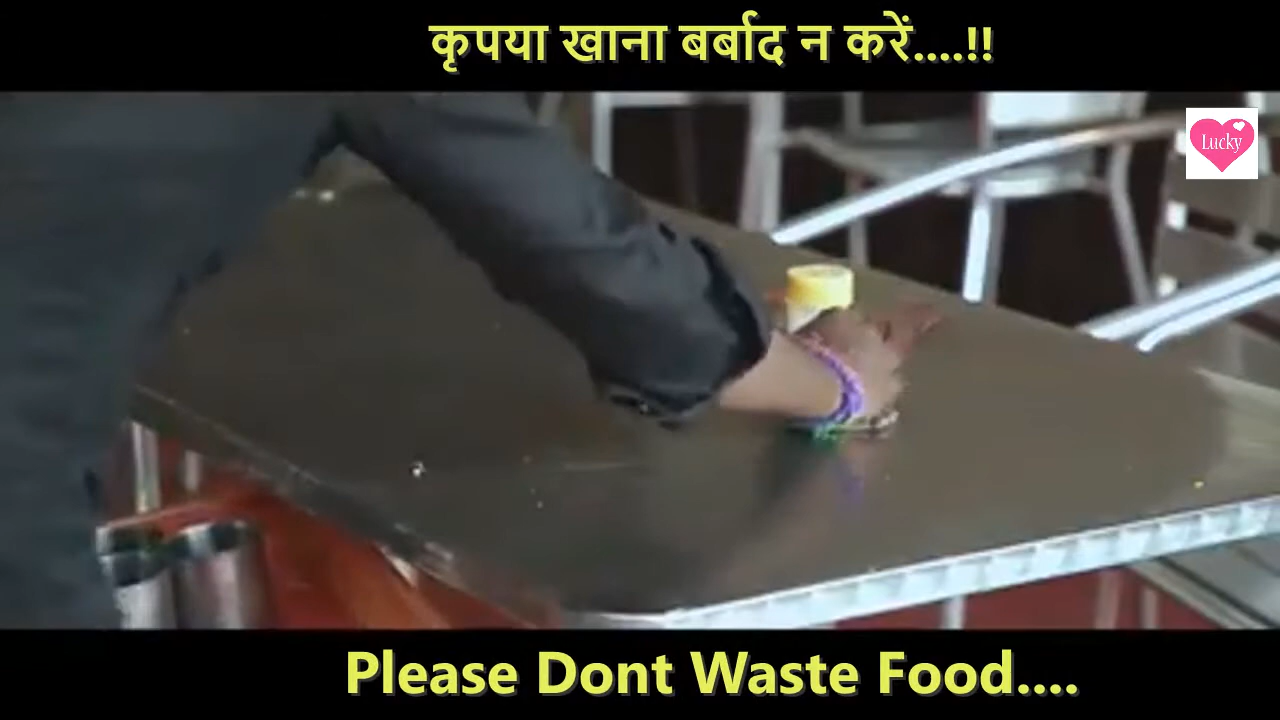 कृपया खाना बर्बाद न करें....!!
Lucky
Please Dont Waste Food....